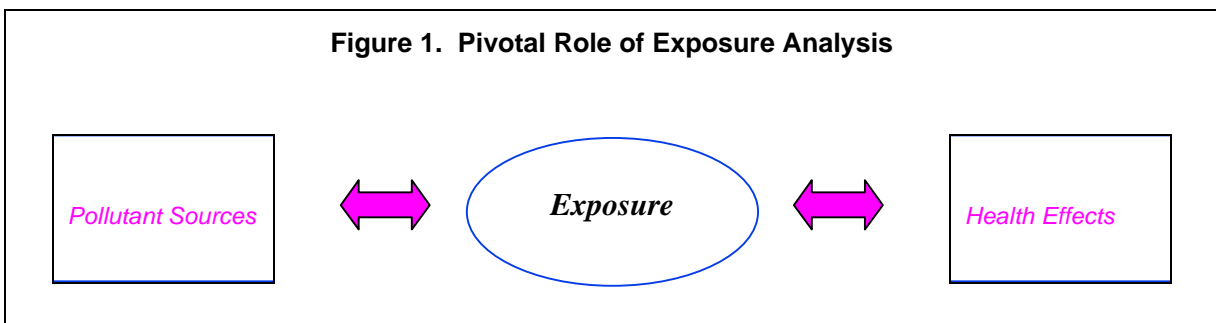 Figure 1. Pivotal Role of Exposure Analysis
Pollutant Sources
Exposure
Health Effects